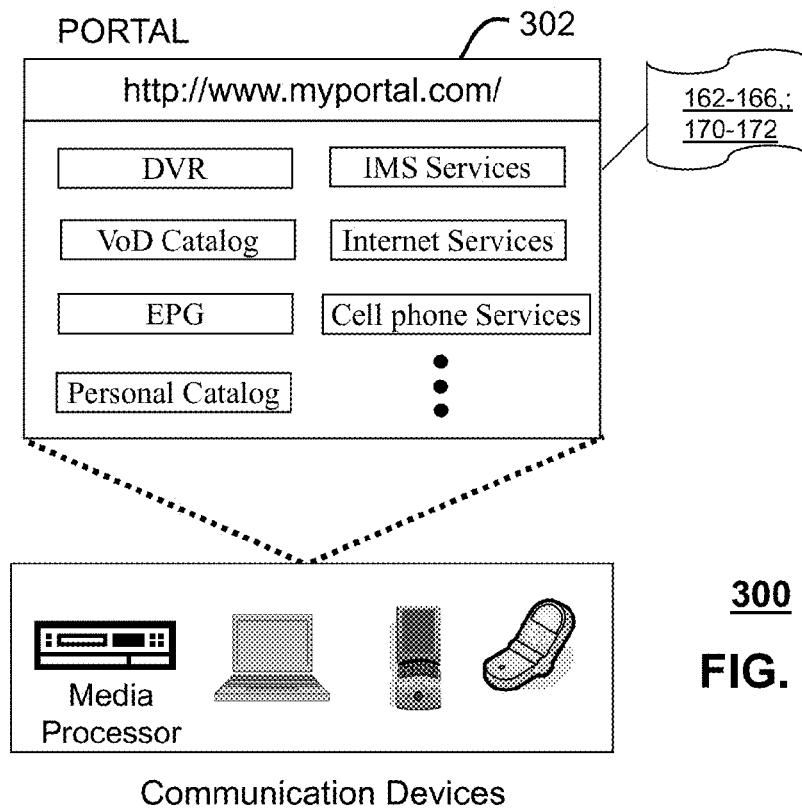 PORTAL
302
http://www.myportal.com/
162-166,;
170-172
DVR
IMS Services
VoD Catalog
Internet Services
EPG
Cell phone Services
Personal Catalog
Media
Processor
300
FIG.
Communication Devices